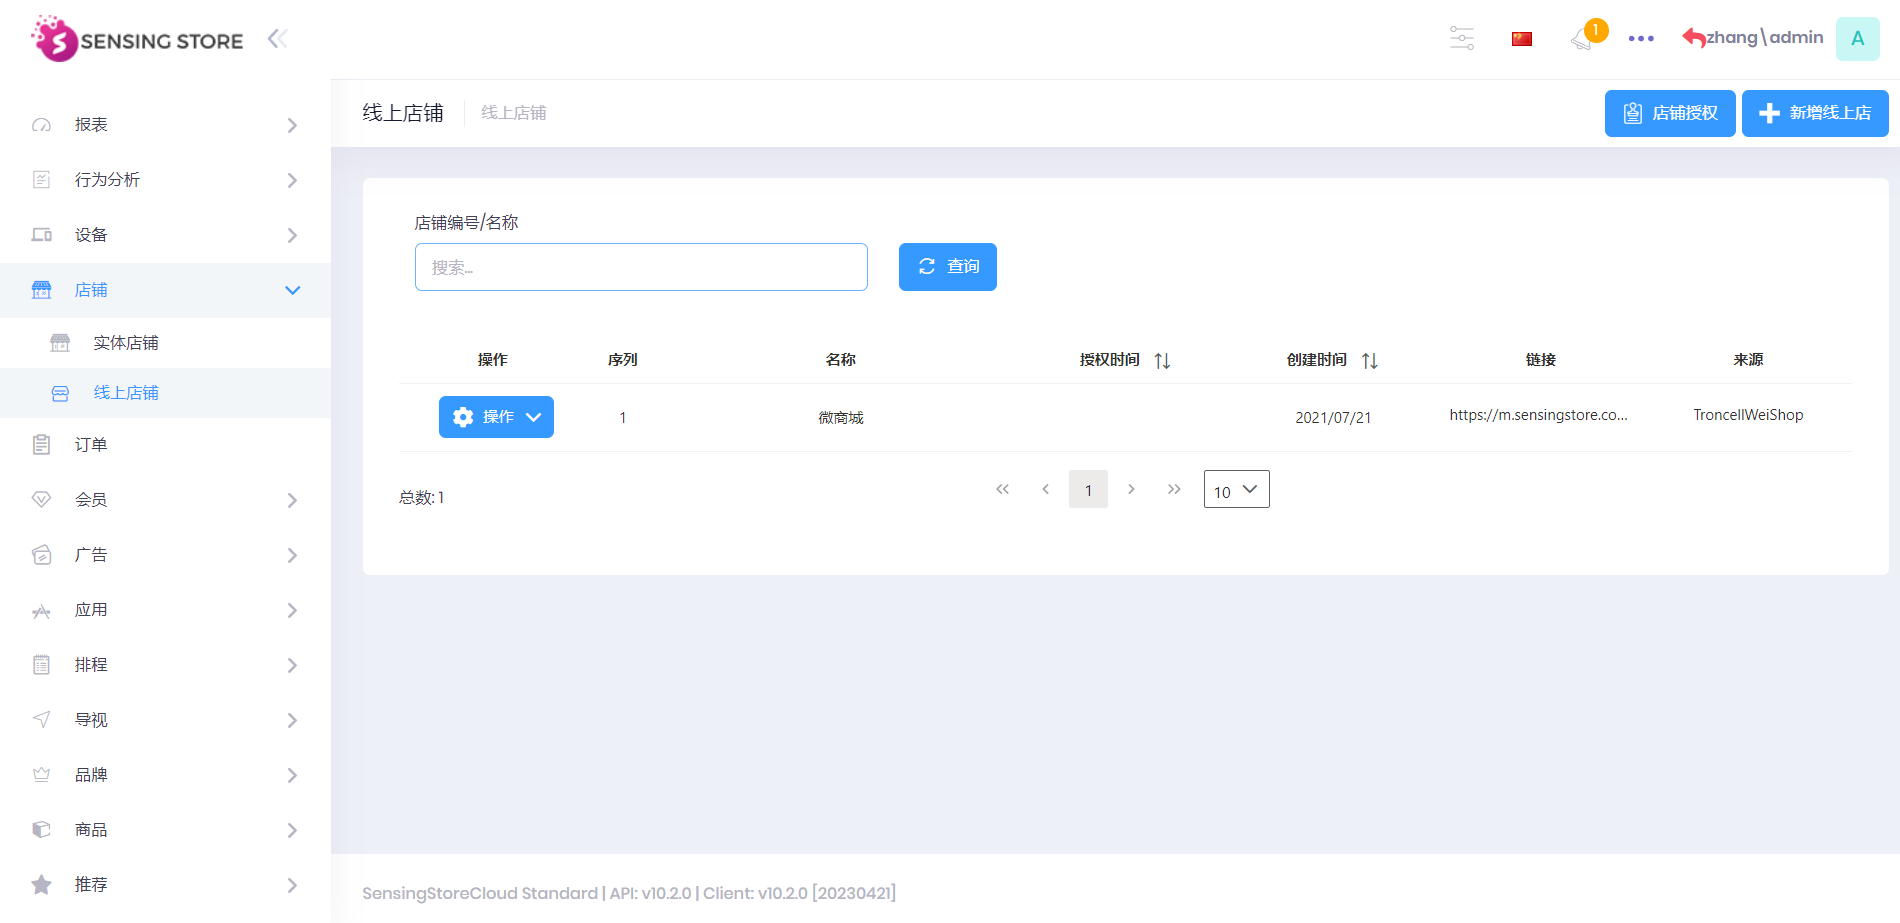 SENSING STORE
1
zhang\admin
A
报表
行为分析
设备
店铺
实体店铺
线上店铺
订单
会员
广告
应用
排程
导视
品牌
商品
推荐
线上店铺
线上店铺
店铺授权
新增线上店
店铺编号/名称
搜索...
查询
操作 序列 名称 授权时间 创建时间 链接 来源
操作 1 微商城 2021/07/21 https://m.sensingstore.co... TroncellWeiShop
总数: 1
1
10
SensingStoreCloud Standard | API: v10.2.0 | Client: v10.2.0 [20230421]